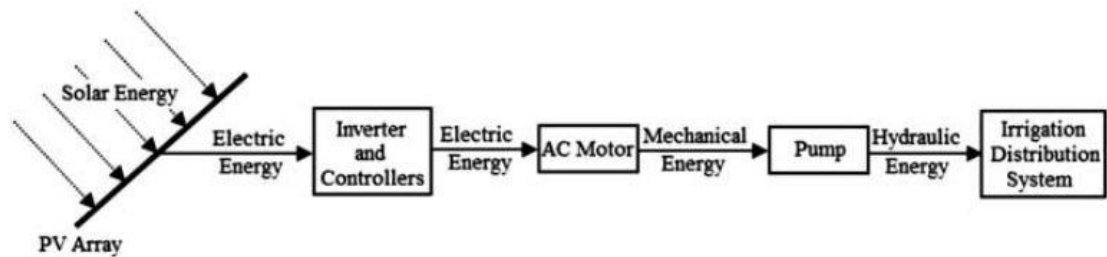 Solar Energy
PV Array
Electric
Energy
Inverter
and
Controllers
Electric
Energy
AC Motor
Mechanical
Energy
Pump
Hydraulic
Energy
Irrigation
Distribution
System